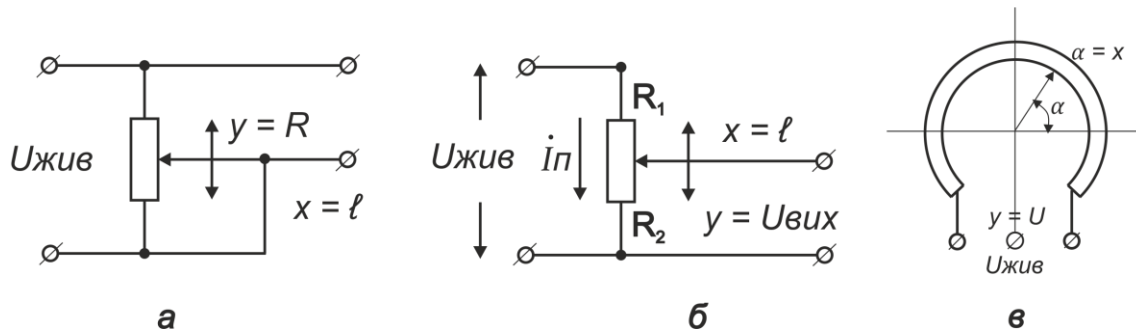 Uжив
y = R
x = ℓ
а
Uжив
İп
R₁
R₂
x = ℓ
y = Uвих
б
α = x
α
y = U
Uжив
в